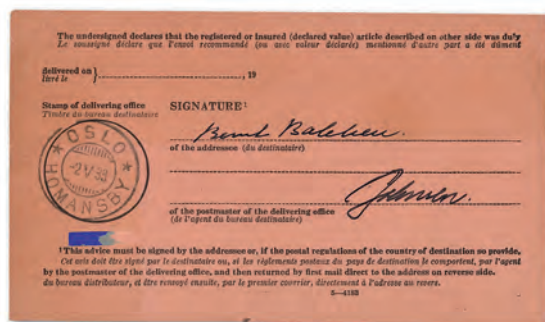 The undersigned declares that the registered or insured (declared value) article described on other side was duly
Le soussigné déclare que l'envoi recommandé (ou avec valeur déclarée) mentionné d'autre part a été dûment
delivered on }, 19
livré le
Stamp of delivering office
Timbre du bureau destinataire
SIGNATURE¹
Bernt Balchen.
of the addressee (du destinataire)
OSLO
-2 V 38
HOMANSBY
of the postmaster of the delivering office
(de l'agent du bureau destinataire)
¹This advice must be signed by the addressee or, if the postal regulations of the country of destination so provide,
Cet avis doit être signé par le destinataire ou, si les règlements postaux du pays de destination le comportent, par l'agent
by the postmaster of the delivering office, and then returned by first mail direct to the address on reverse side.
du bureau distributeur, et être renvoyé ensuite, par le premier courrier, directement à l'adresse au revers.
5—4183